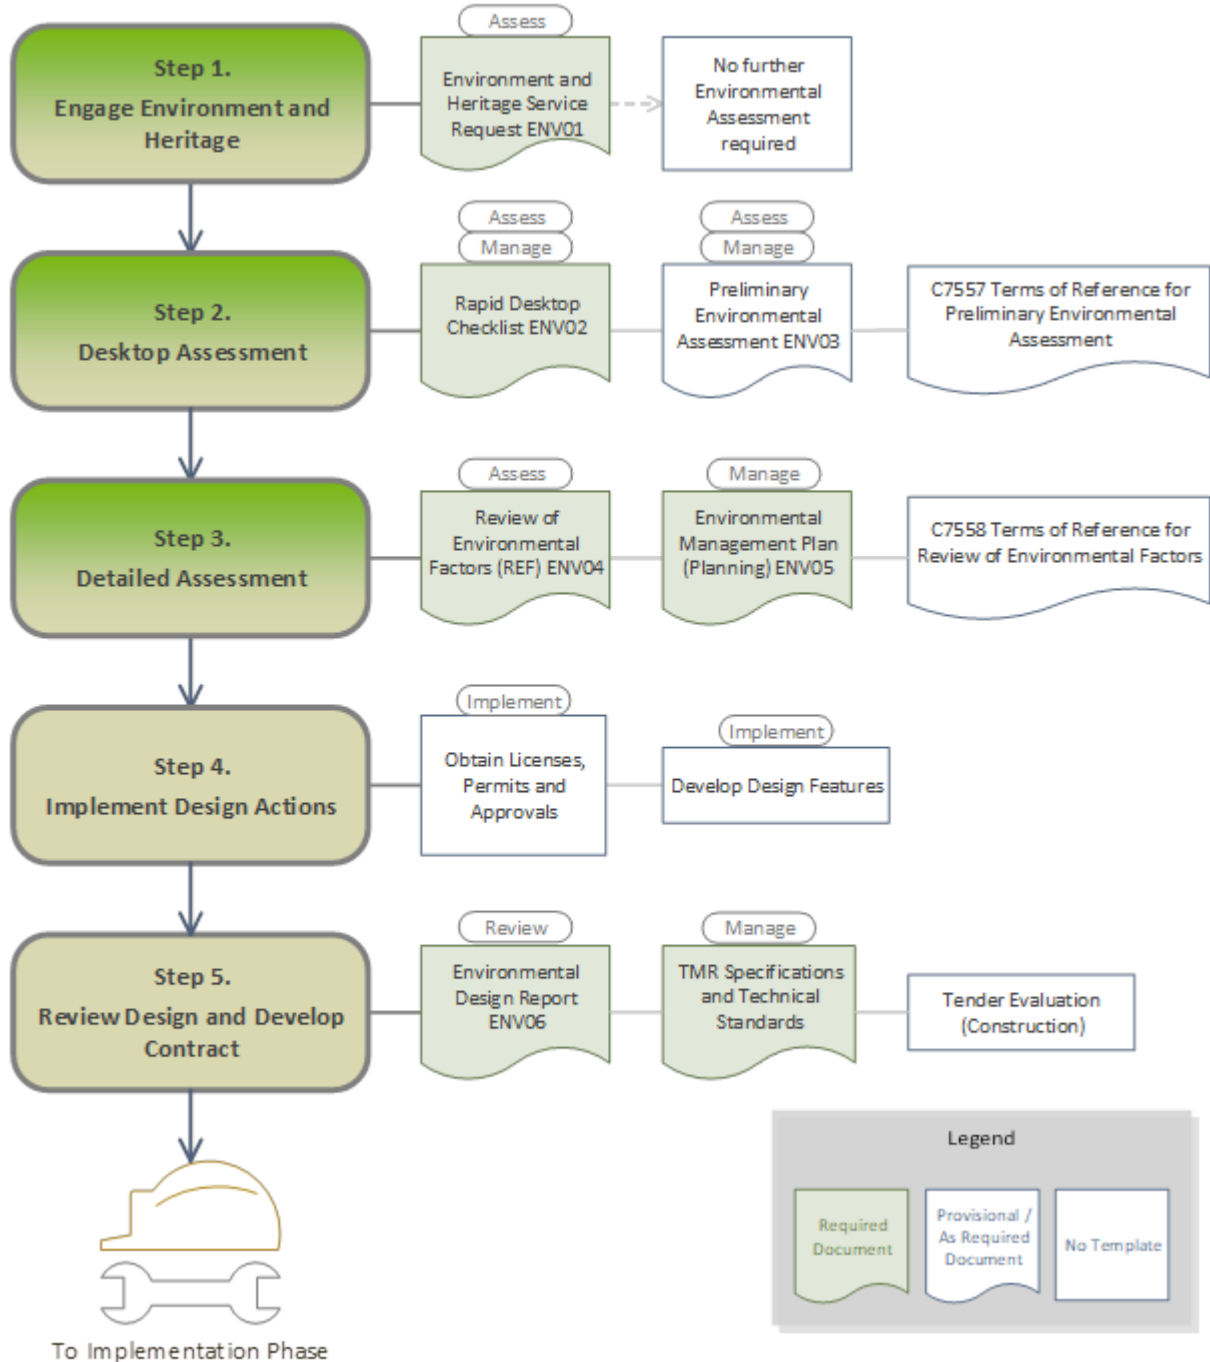 Assess
Step 1.
Engage Environment and
Heritage
Environment and
Heritage Service
Request ENV01
No further
Environmental
Assessment
required
Assess
Manage
Assess
Manage
Step 2.
Desktop Assessment
Rapid Desktop
Checklist ENV02
Preliminary
Environmental
Assessment ENV03
C7557 Terms of Reference for
Preliminary Environmental
Assessment
Assess
Manage
Step 3.
Detailed Assessment
Review of
Environmental
Factors (REF) ENV04
Environmental
Management Plan
(Planning) ENV05
C7558 Terms of Reference for
Review of Environmental Factors
Implement
Implement
Step 4.
Implement Design Actions
Obtain Licenses,
Permits and
Approvals
Develop Design Features
Review
Manage
Step 5.
Review Design and Develop
Contract
Environmental
Design Report
ENV06
TMR Specifications
and Technical
Standards
Tender Evaluation
(Construction)
Legend
Required
Document
Provisional /
As Required
Document
No Template
To Implementation Phase